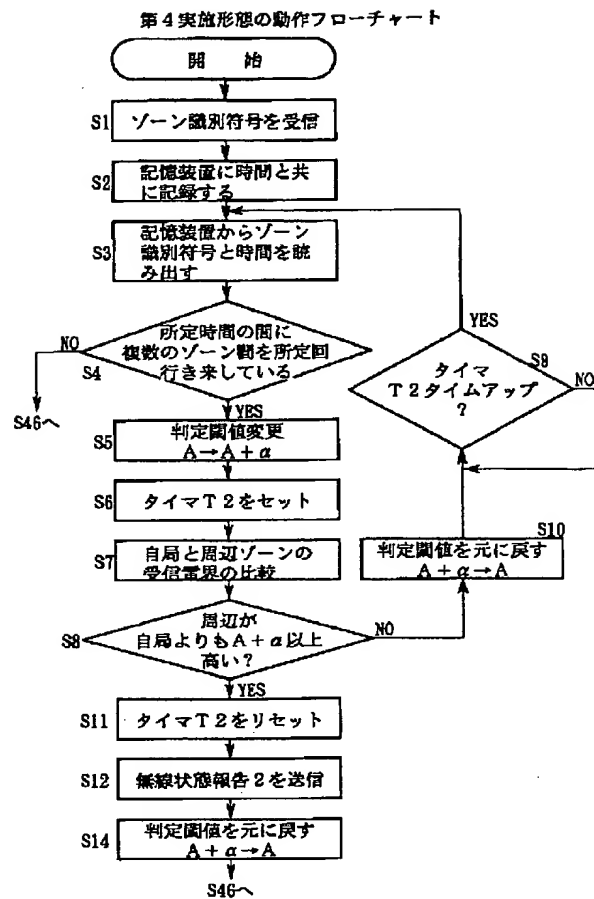 第4実施形態の動作フローチャート
開 始
S1
ゾーン識別符号を受信
S2
記憶装置に時間と共
に記録する
S3
記憶装置からゾーン
識別符号と時間を読
み出す
NO
S4
所定時間の間に
複数のゾーン間を所定回
行き来している
S46へ
YES
S5
判定閾値変更
A→A+α
S6
タイマT2をセット
S7
自局と周辺ゾーンの
受信電界の比較
S8
周辺が
自局よりもA+α以上
高い?
NO
YES
S11
タイマT2をリセット
S12
無線状態報告2を送信
S14
判定閾値を元に戻す
A+α→A
S46へ
YES
S9
タイマ
T2タイムアップ
?
NO
S10
判定閾値を元に戻す
A+α→A